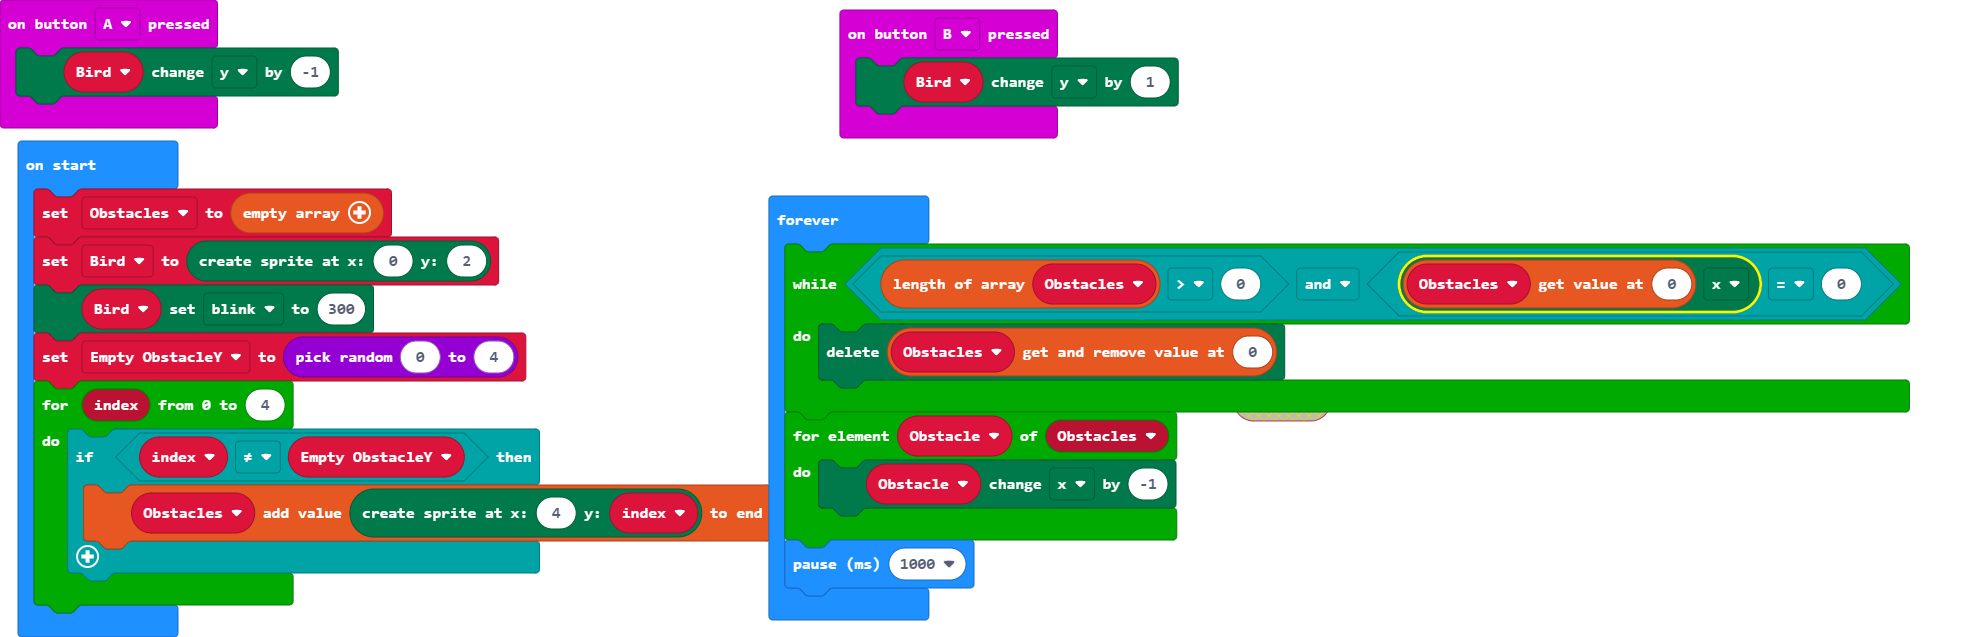 on button A pressed
Bird change y by -1
on button B pressed
Bird change y by 1
on start
set Obstacles to empty array
set Bird to create sprite at x: 0 y: 2
Bird set blink to 300
set Empty ObstacleY to pick random 0 to 4
for index from 0 to 4
do
if index ≠ Empty ObstacleY then
Obstacles add value create sprite at x: 4 y: index to end
forever
while length of array Obstacles > 0 and Obstacles get value at 0 x = 0
do
delete Obstacles get and remove value at 0
for element Obstacle of Obstacles
do
Obstacle change x by -1
pause (ms) 1000